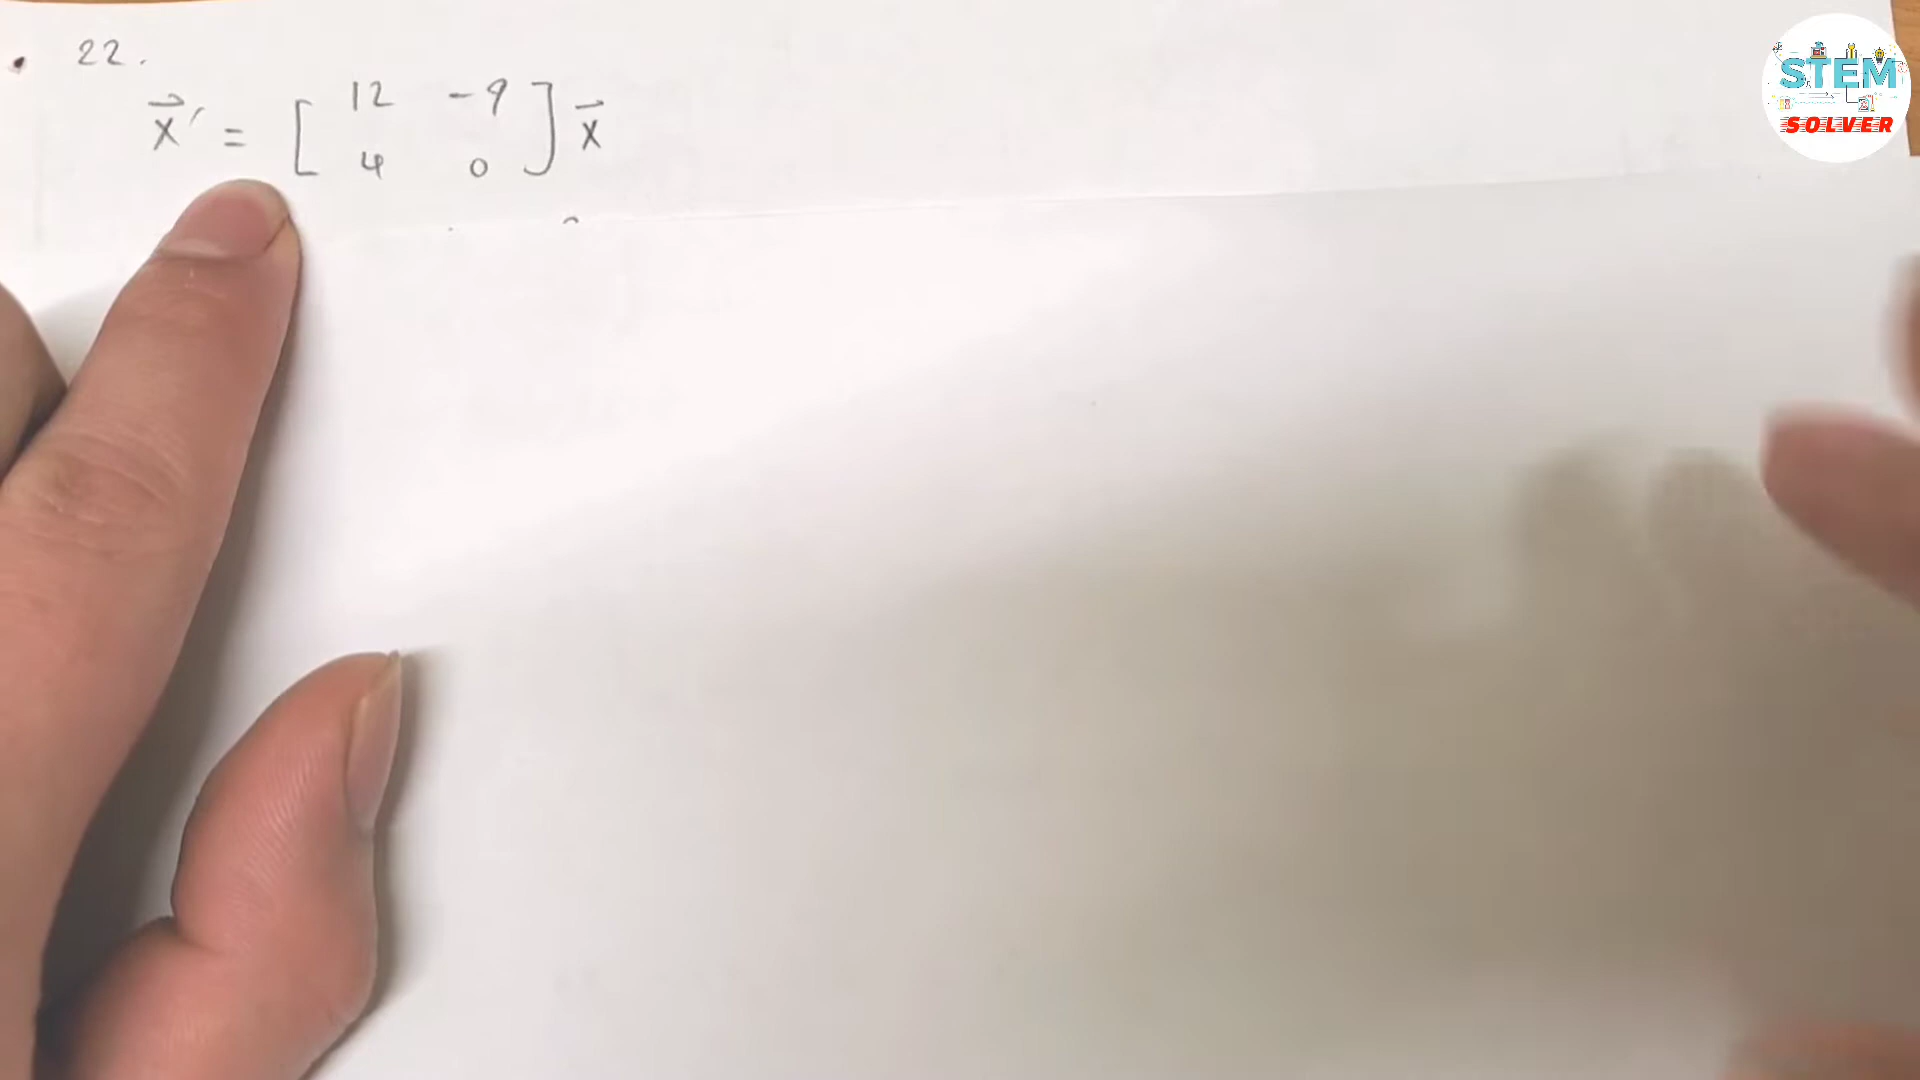 22.
x⃗′ = [ 12 -9 ] x⃗
4 0
STEM
SOLVER